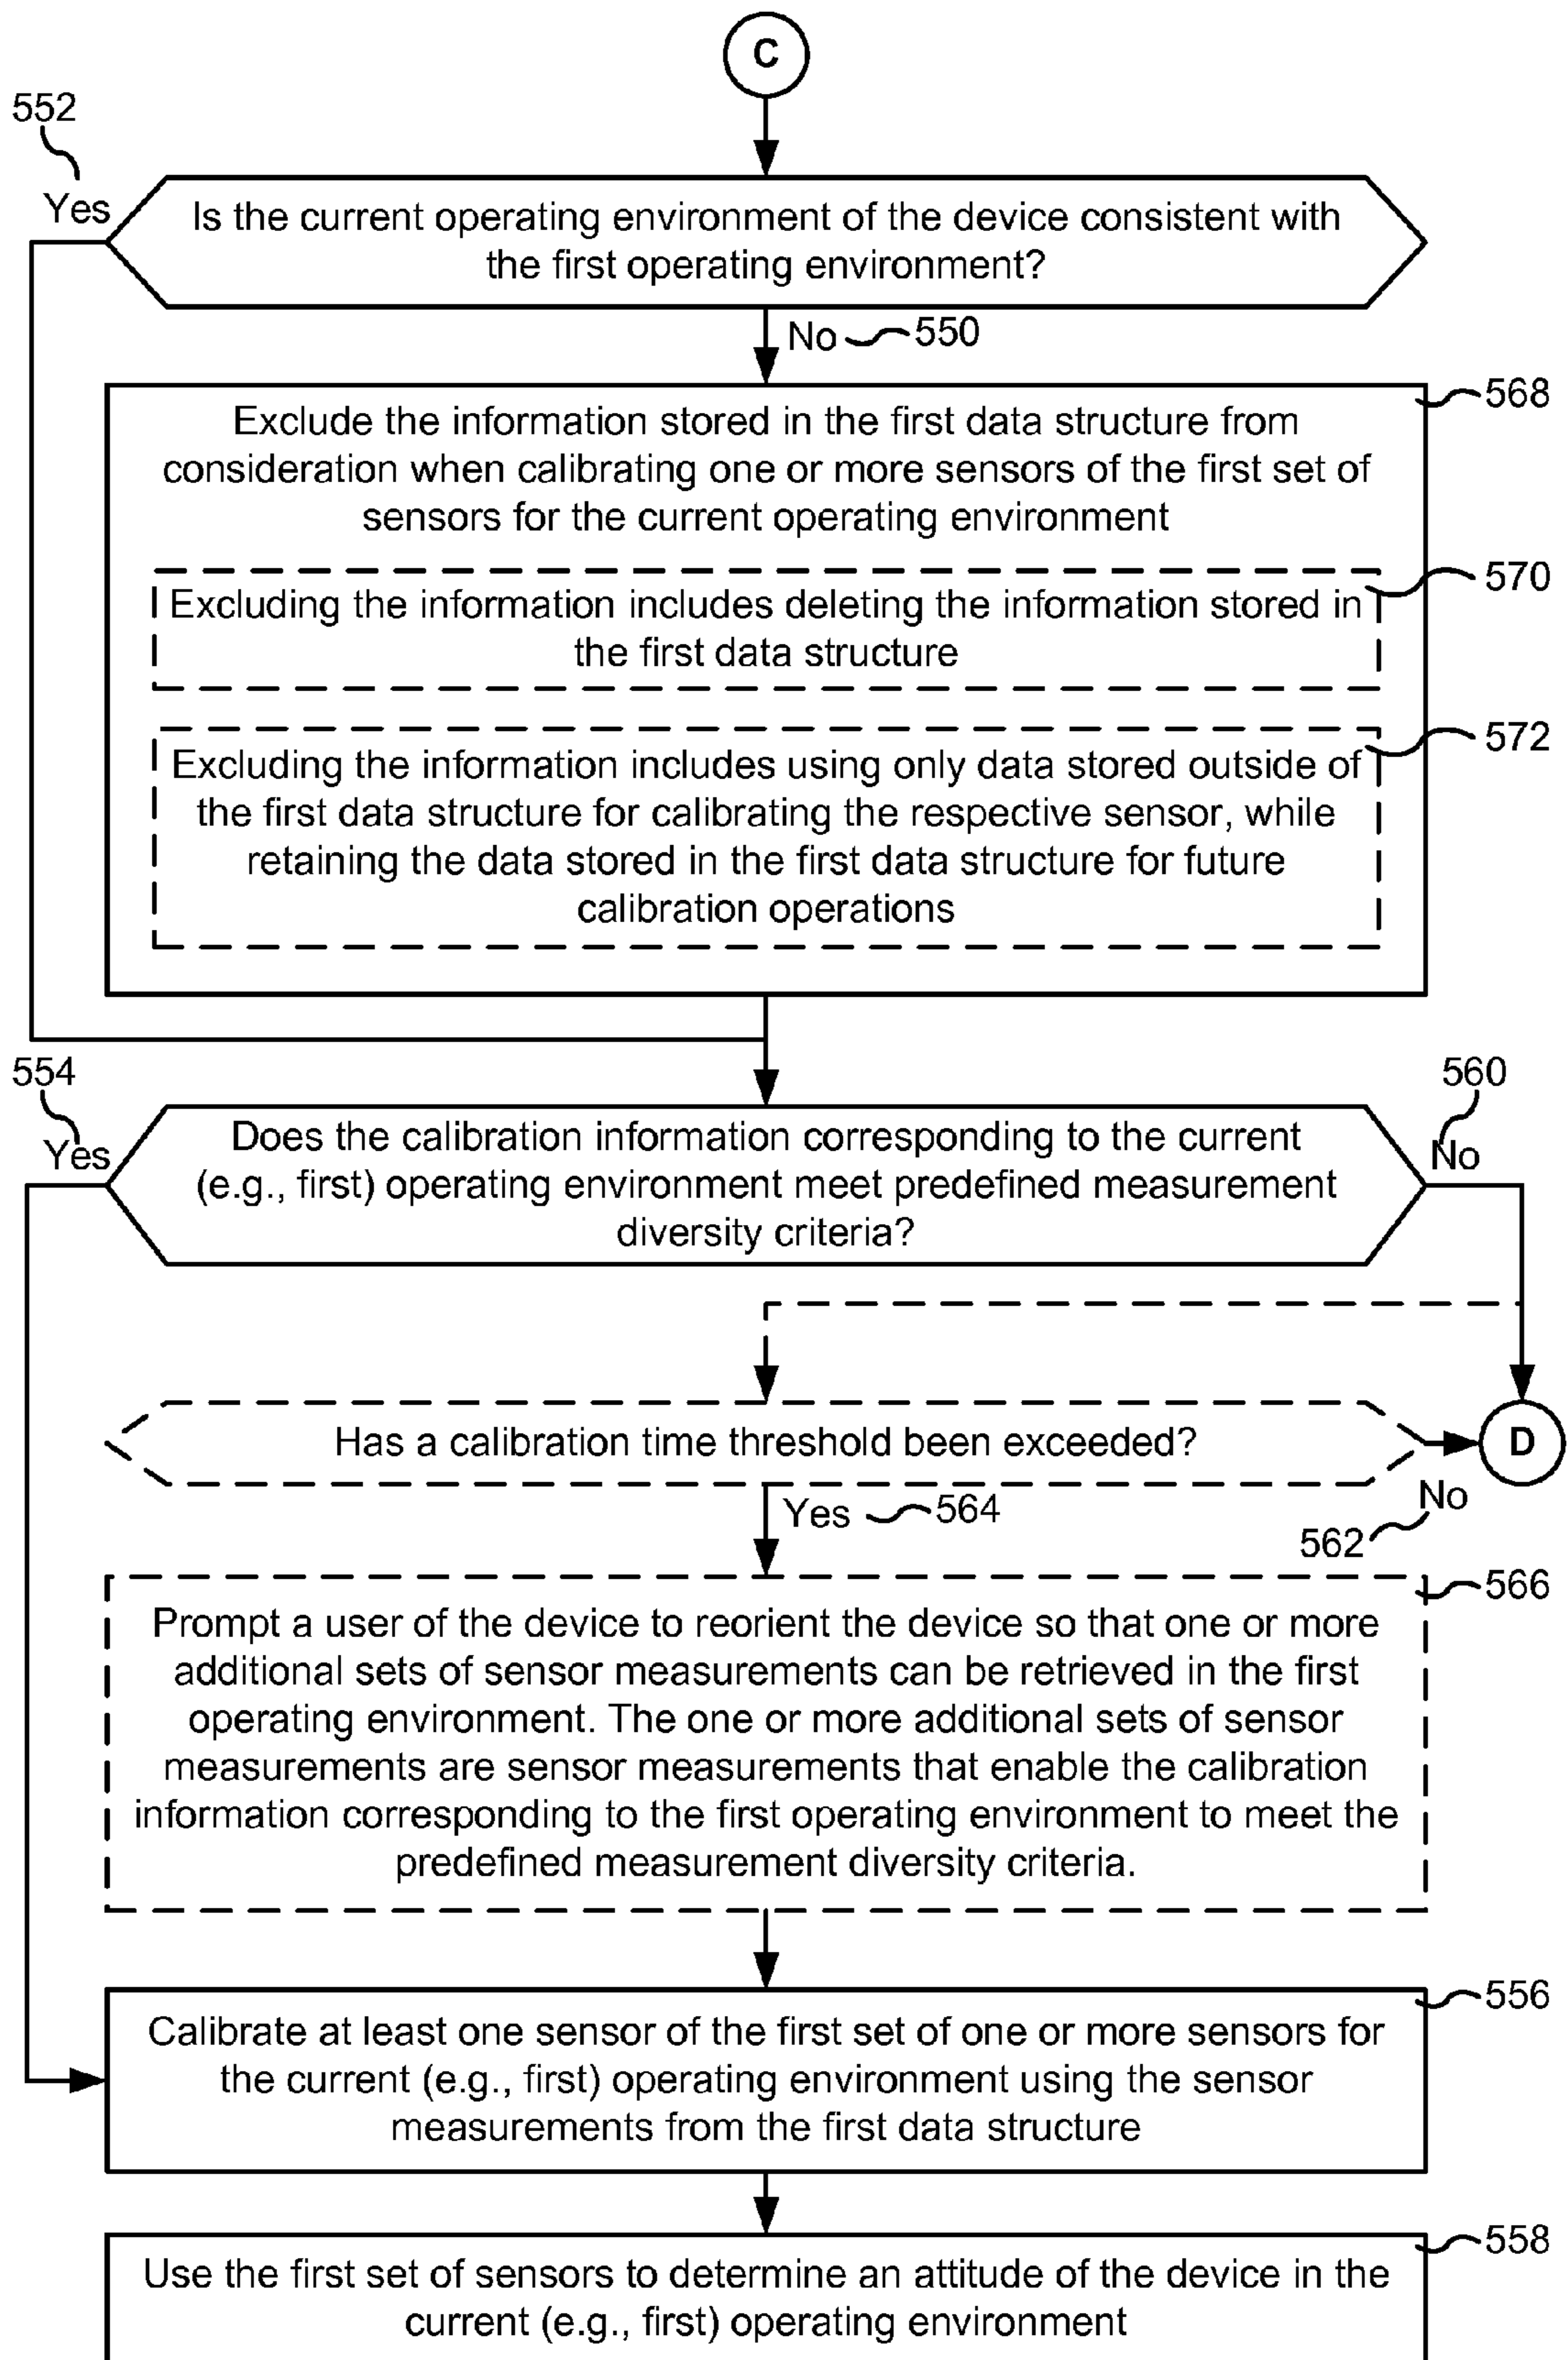 C
552
Yes
Is the current operating environment of the device consistent with
the first operating environment?
No
550
568
Exclude the information stored in the first data structure from
consideration when calibrating one or more sensors of the first set of
sensors for the current operating environment
570
Excluding the information includes deleting the information stored in
the first data structure
572
Excluding the information includes using only data stored outside of
the first data structure for calibrating the respective sensor, while
retaining the data stored in the first data structure for future
calibration operations
554
Yes
560
No
Does the calibration information corresponding to the current
(e.g., first) operating environment meet predefined measurement
diversity criteria?
Has a calibration time threshold been exceeded?
D
Yes
564
No
562
566
Prompt a user of the device to reorient the device so that one or more
additional sets of sensor measurements can be retrieved in the first
operating environment. The one or more additional sets of sensor
measurements are sensor measurements that enable the calibration
information corresponding to the first operating environment to meet the
predefined measurement diversity criteria.
556
Calibrate at least one sensor of the first set of one or more sensors for
the current (e.g., first) operating environment using the sensor
measurements from the first data structure
558
Use the first set of sensors to determine an attitude of the device in the
current (e.g., first) operating environment